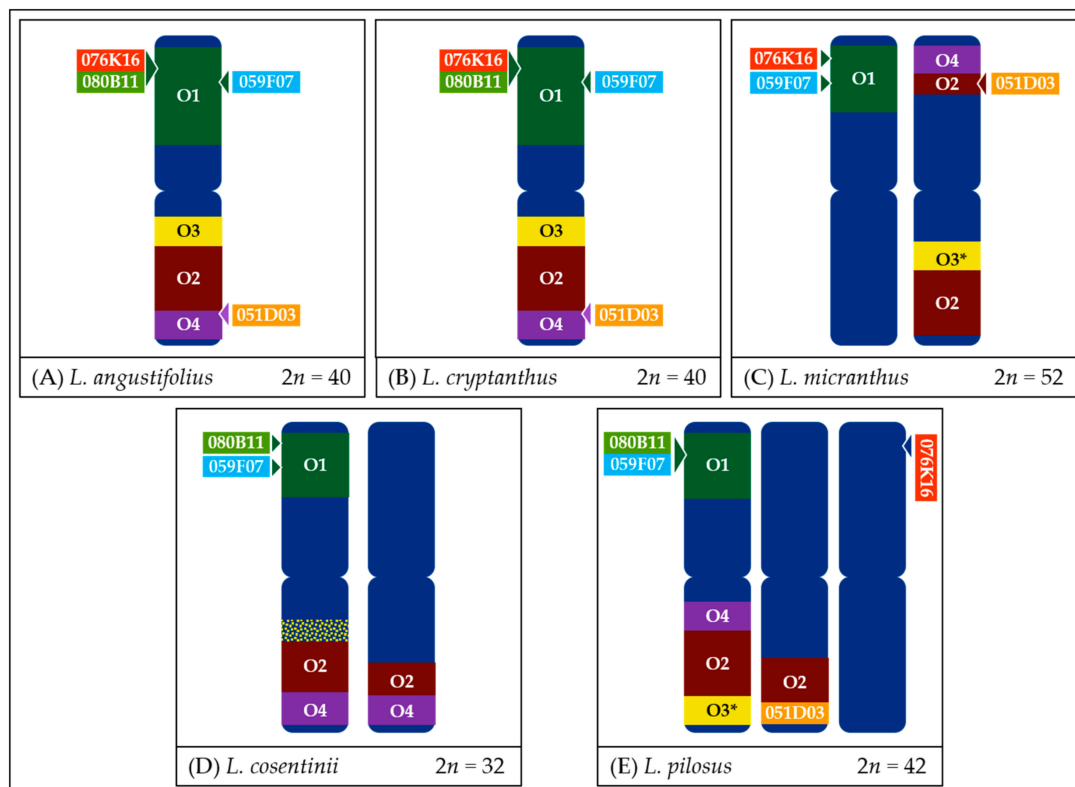 076K16
080B11
059F07
O1
O3
O2
O4
051D03
(A) L. angustifolius 2n = 40
076K16
080B11
059F07
O1
O3
O2
O4
051D03
(B) L. cryptanthus 2n = 40
076K16
059F07
O1
O4
O2
051D03
O3*
O2
(C) L. micranthus 2n = 52
080B11
059F07
O1
O2
O4
O2
O4
(D) L. cosentinii 2n = 32
080B11
059F07
O1
O4
O2
O3*
O2
051D03
076K16
(E) L. pilosus 2n = 42